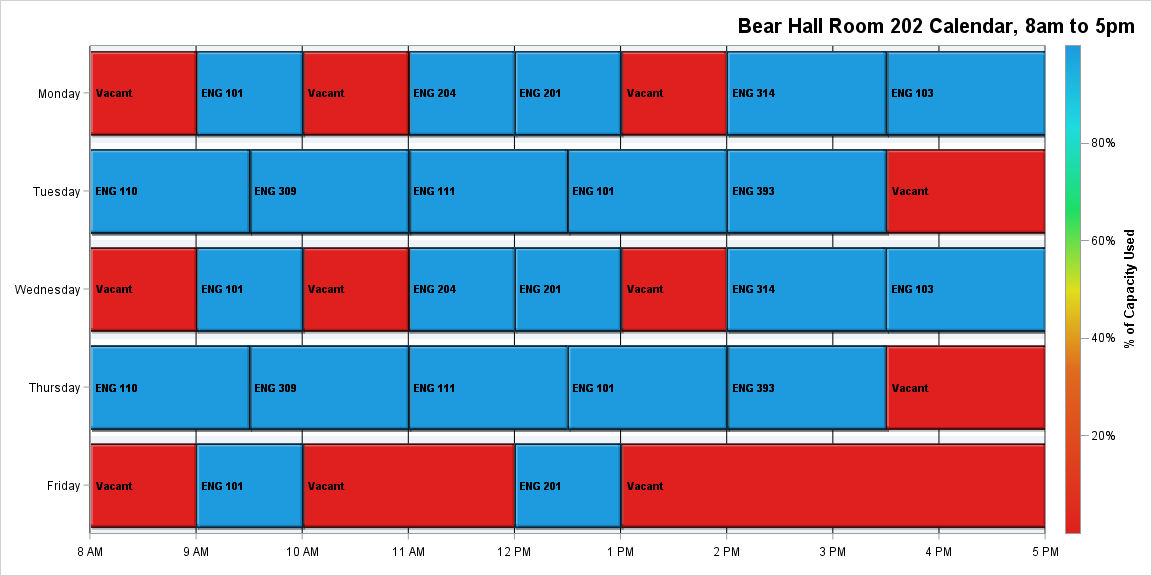 Bear Hall Room 202 Calendar, 8am to 5pm
Monday
Vacant
ENG 101
Vacant
ENG 204
ENG 201
Vacant
ENG 314
ENG 103
Tuesday
ENG 110
ENG 309
ENG 111
ENG 101
ENG 393
Vacant
Wednesday
Vacant
ENG 101
Vacant
ENG 204
ENG 201
Vacant
ENG 314
ENG 103
Thursday
ENG 110
ENG 309
ENG 111
ENG 101
ENG 393
Vacant
Friday
Vacant
ENG 101
Vacant
ENG 201
Vacant
8 AM
9 AM
10 AM
11 AM
12 PM
1 PM
2 PM
3 PM
4 PM
5 PM
80%
60%
40%
20%
% of Capacity Used